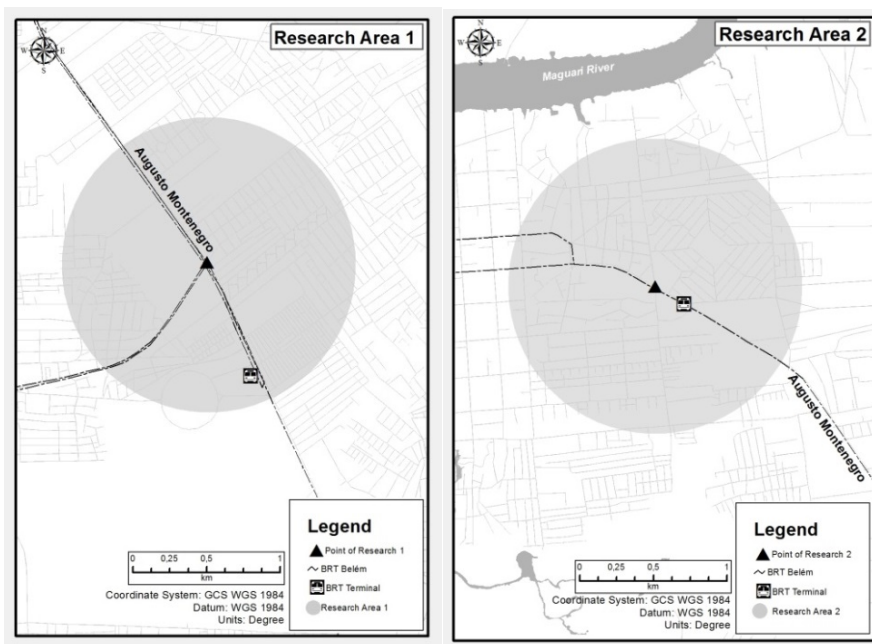 Research Area 1
N
W
E
S
Augusto Montenegro
Legend
Point of Research 1
BRT Belém
BRT Terminal
Research Area 1
0 0,25 0,5 1
km
Coordinate System: GCS WGS 1984
Datum: WGS 1984
Units: Degree
Research Area 2
N
W
E
S
Maguari River
Augusto Montenegro
Legend
Point of Research 2
BRT Belém
BRT Terminal
Research Area 2
0 0,25 0,5 1
km
Coordinate System: GCS WGS 1984
Datum: WGS 1984
Units: Degree